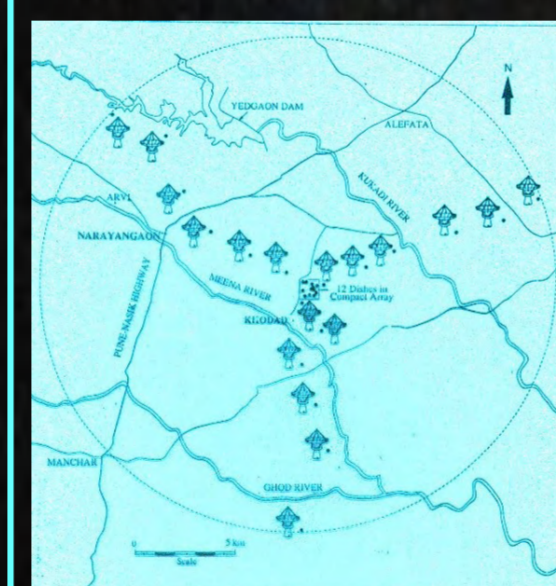 N
YEDGAON DAM
ALEFATA
KUKADI RIVER
ARVI
NARAYANGAON
MEENA RIVER
12 Dishes in
Compact Array
KHODAD
PUNE-NASIK HIGHWAY
MANCHAR
GHOD RIVER
0 5 km
Scale